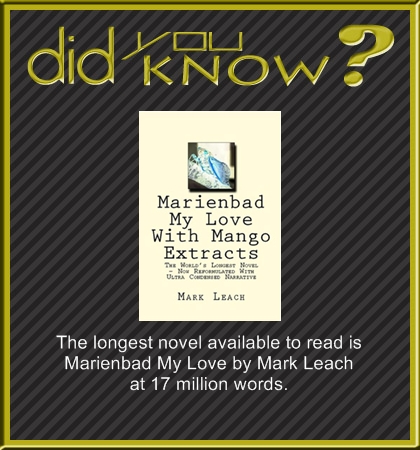 did YOU KNOW?
Marienbad
My Love
With Mango
Extracts
The World's Longest Novel
- Now Reformulated With
Ultra Condensed Narrative
Mark Leach
The longest novel available to read is
Marienbad My Love by Mark Leach
at 17 million words.